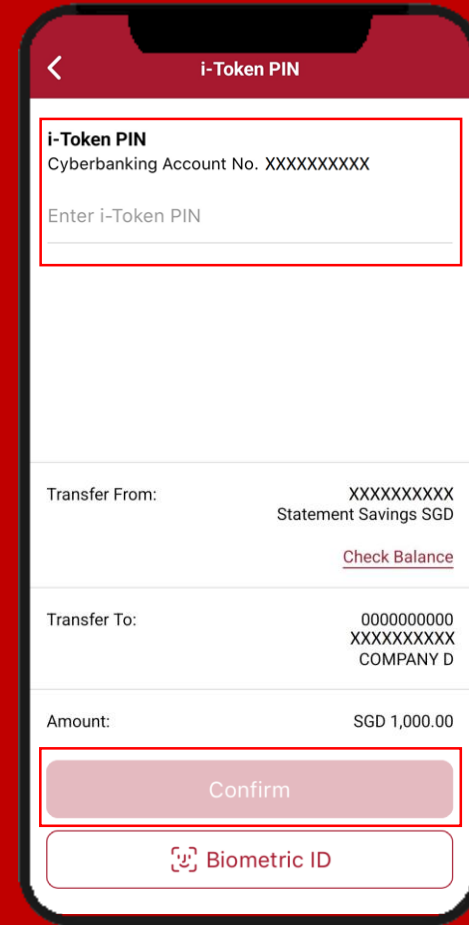 i-Token PIN
i-Token PIN
Cyberbanking Account No. XXXXXXXXXX
Enter i-Token PIN
Transfer From: XXXXXXXXXX
Statement Savings SGD
Check Balance
Transfer To: 0000000000
XXXXXXXXXX
COMPANY D
Amount: SGD 1,000.00
Confirm
Biometric ID